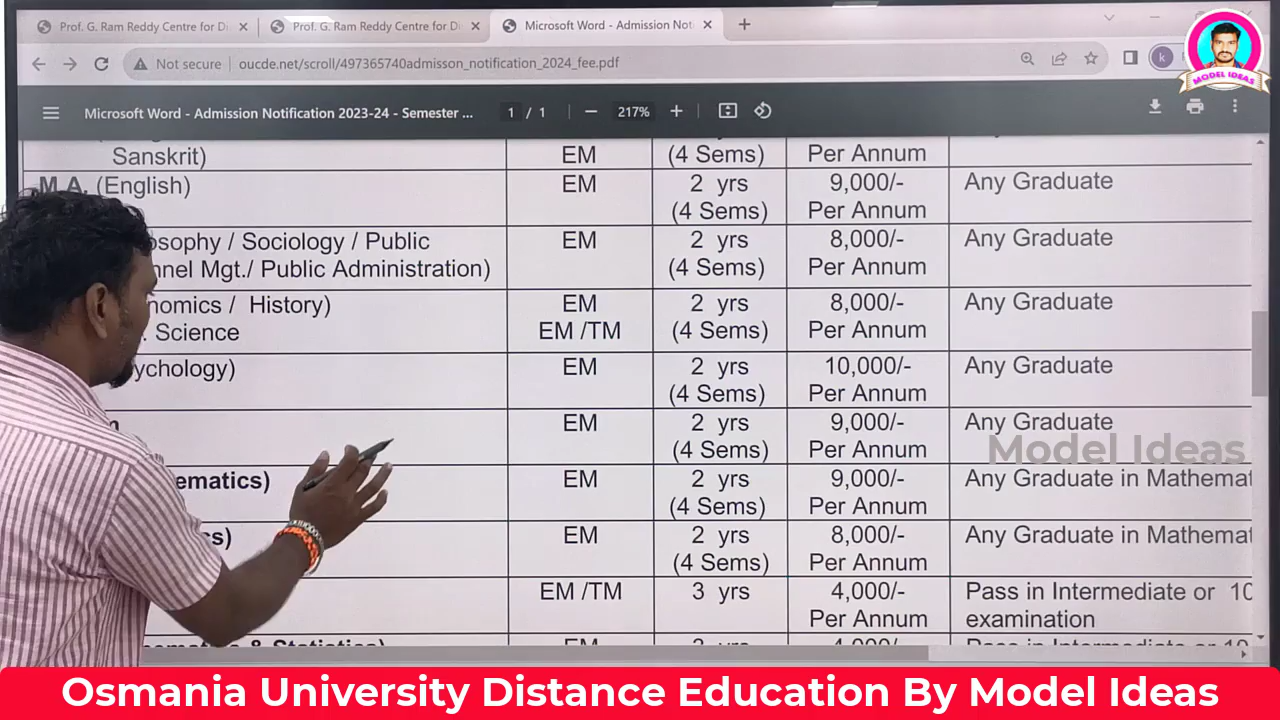 Prof. G. Ram Reddy Centre for Di
Prof. G. Ram Reddy Centre for Di
Microsoft Word - Admission Not
Not secure
oucde.net/scroll/497365740admisson_notification_2024_fee.pdf
k
MODEL IDEAS
Microsoft Word - Admission Notification 2023-24 - Semester ...
1 / 1
217%
Sanskrit) EM (4 Sems) Per Annum
M.A. (English) EM 2 yrs 9,000/- Any Graduate
(4 Sems) Per Annum
osophy / Sociology / Public EM 2 yrs 8,000/- Any Graduate
nnel Mgt./ Public Administration) (4 Sems) Per Annum
nomics / History) EM 2 yrs 8,000/- Any Graduate
. Science EM /TM (4 Sems) Per Annum
ychology) EM 2 yrs 10,000/- Any Graduate
(4 Sems) Per Annum
EM 2 yrs 9,000/- Any Graduate
(4 Sems) Per Annum
Model Ideas
ematics) EM 2 yrs 9,000/- Any Graduate in Mathemat
(4 Sems) Per Annum
cs) EM 2 yrs 8,000/- Any Graduate in Mathemat
(4 Sems) Per Annum
EM /TM 3 yrs 4,000/- Pass in Intermediate or 10
Per Annum examination
Osmania University Distance Education By Model Ideas